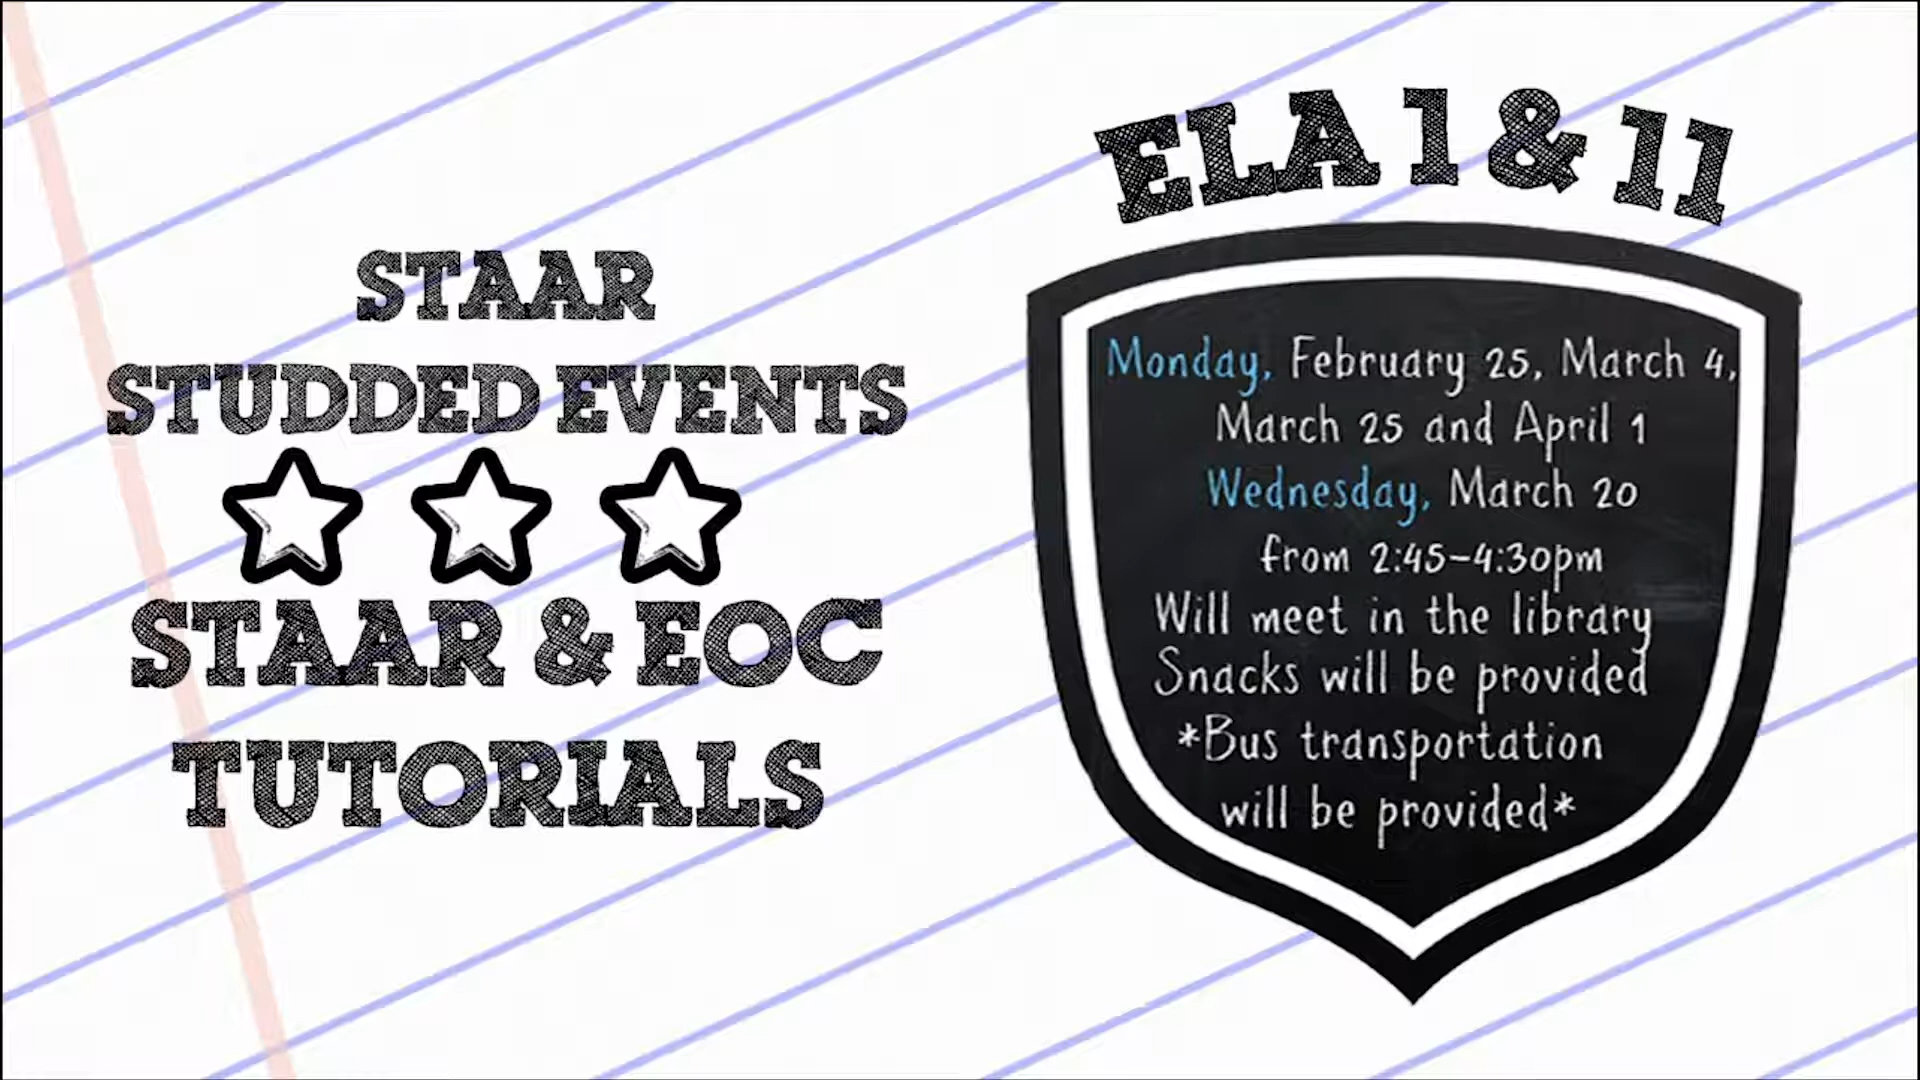 STAAR
STUDDED EVENTS
STAAR & EOC
TUTORIALS
ELA 1 & 11
Monday, February 25, March 4,
March 25 and April 1
Wednesday, March 20
from 2:45-4:30pm
Will meet in the library
Snacks will be provided
*Bus transportation
will be provided*